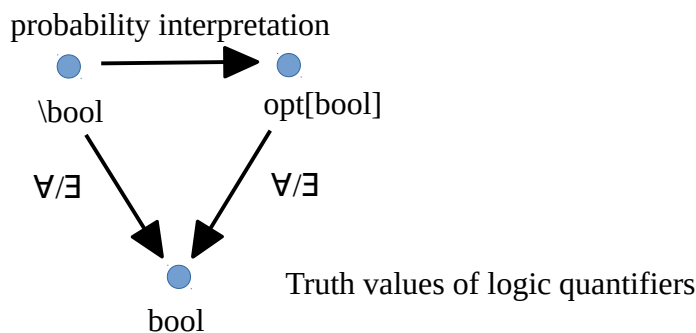 probability interpretation
\bool
opt[bool]
∀/∃
∀/∃
Truth values of logic quantifiers
bool